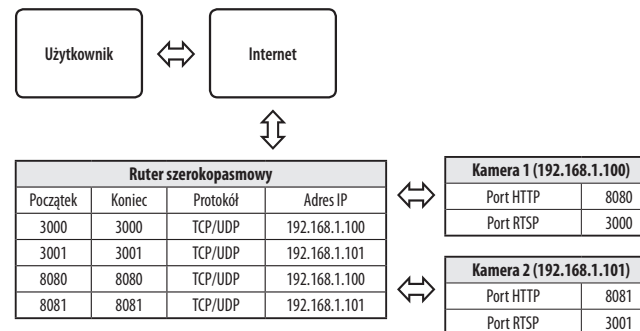 Użytkownik
Internet
Ruter szerokopasmowy
Początek Koniec Protokół Adres IP
3000 3000 TCP/UDP 192.168.1.100
3001 3001 TCP/UDP 192.168.1.101
8080 8080 TCP/UDP 192.168.1.100
8081 8081 TCP/UDP 192.168.1.101
Kamera 1 (192.168.1.100)
Port HTTP 8080
Port RTSP 3000
Kamera 2 (192.168.1.101)
Port HTTP 8081
Port RTSP 3001